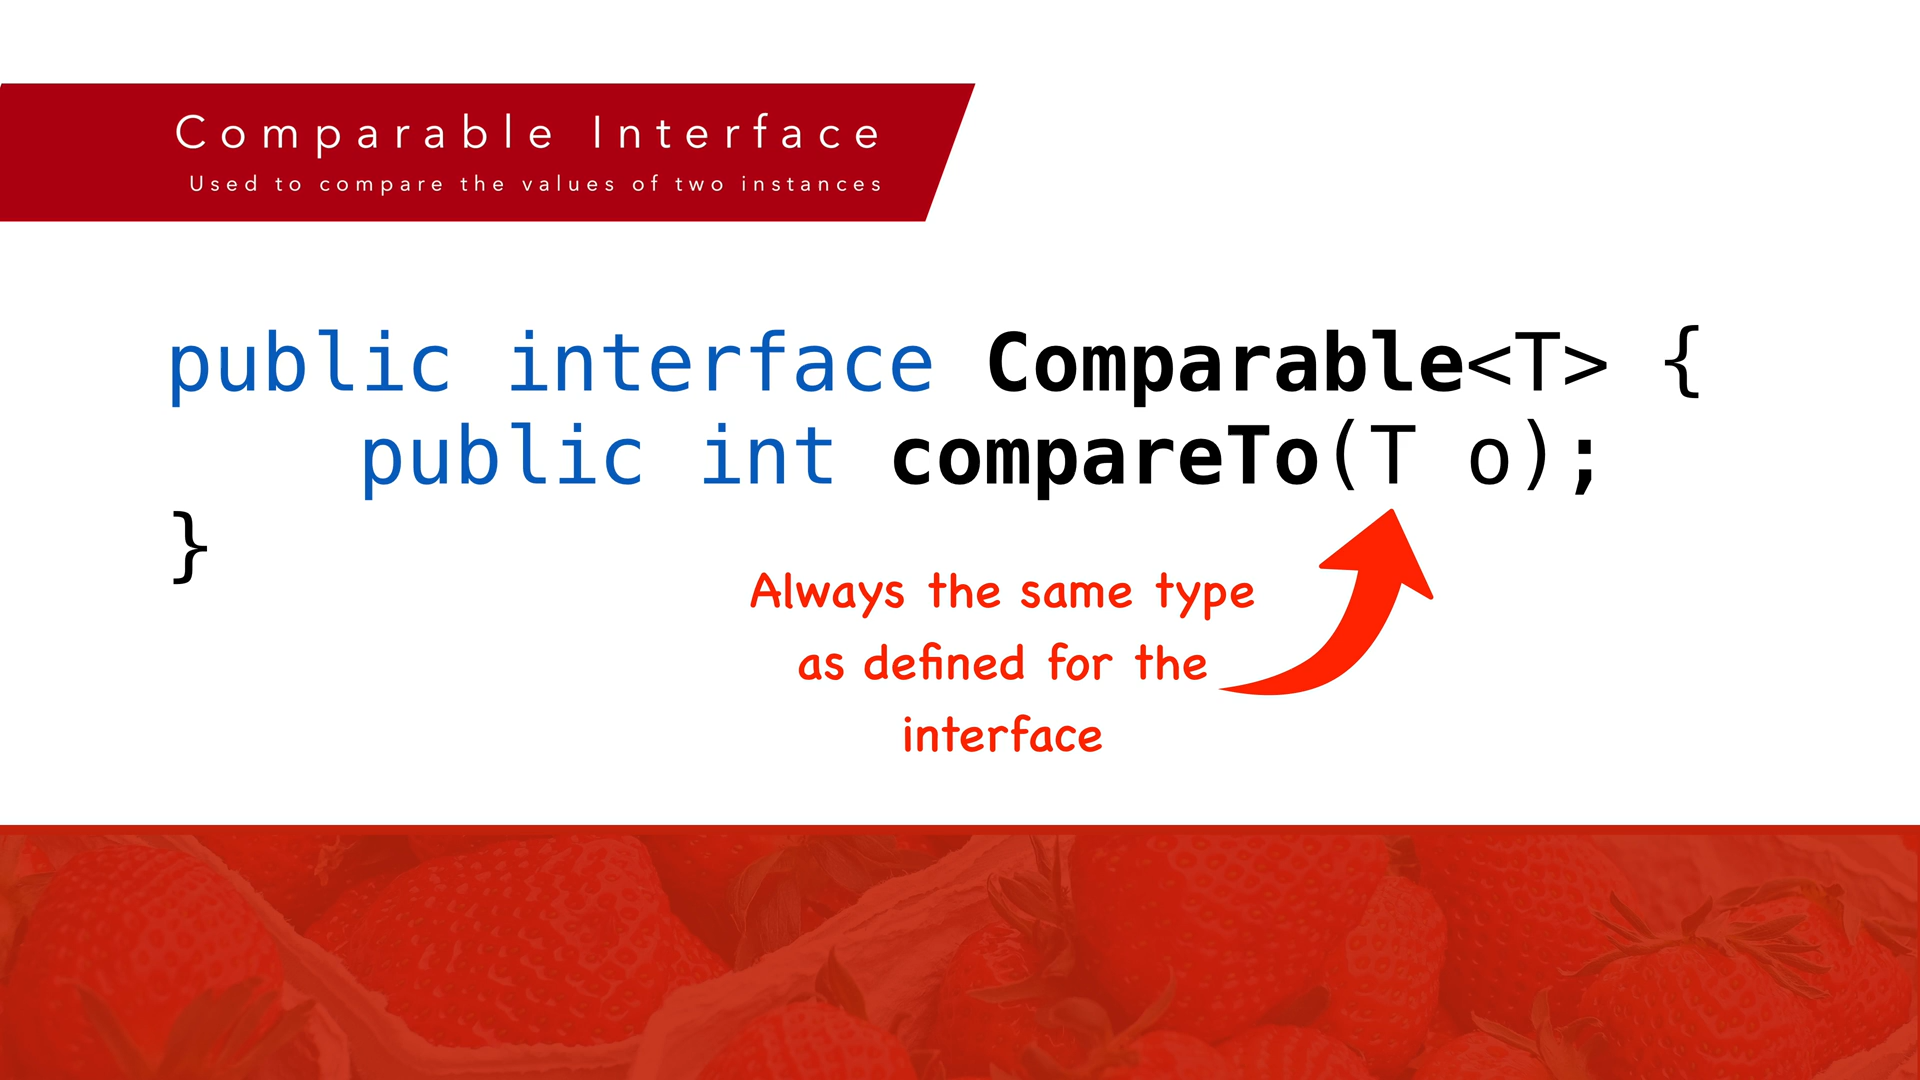 Comparable Interface
Used to compare the values of two instances
public interface Comparable<T> {
    public int compareTo(T o);
}
Always the same type
as defined for the
interface